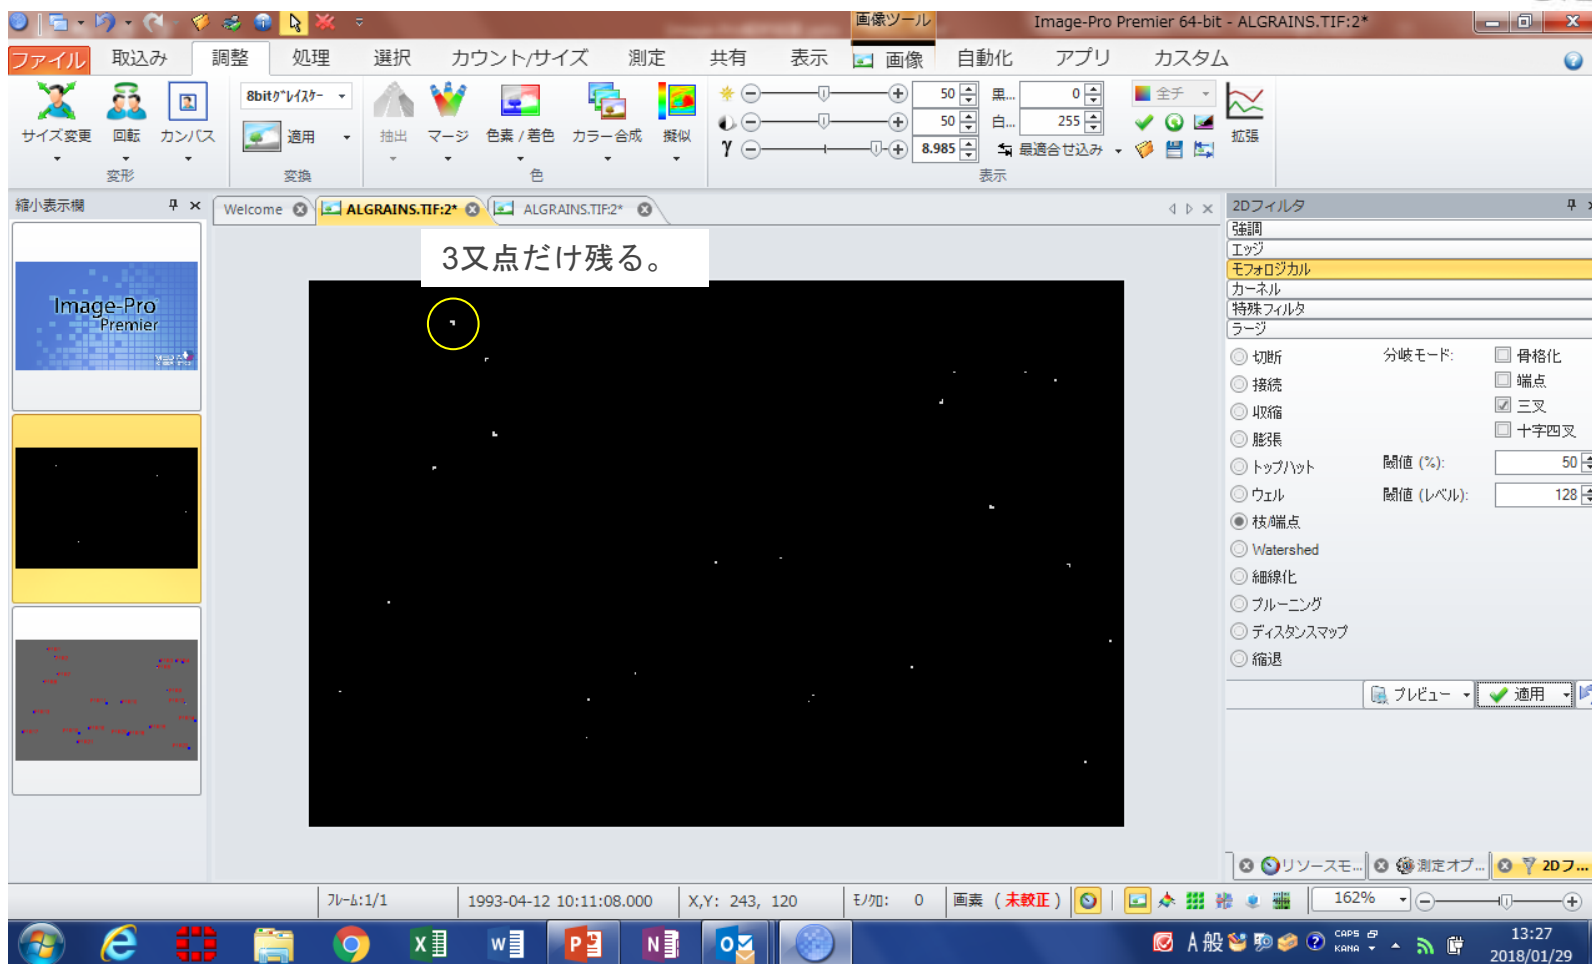 画像ツール
Image-Pro Premier 64-bit - ALGRAINS.TIF:2*
ファイル 取込み 調整 処理 選択 カウント/サイズ 測定 共有 表示 画像 自動化 アプリ カスタム
サイズ変更 回転 カンバス
変形
8bitグレイスケー
適用
変換
抽出 マージ 色素 / 着色 カラー合成 擬似
色
50 黒... 0
50 白... 255
γ 8.985 最適合せ込み
表示
全チ
拡張
縮小表示欄
Welcome ALGRAINS.TIF:2* ALGRAINS.TIF:2*
Image-Pro
Premier
3又点だけ残る。
2Dフィルタ
強調
エッジ
モフォロジカル
カーネル
特殊フィルタ
ラージ
切断 分岐モード: 骨格化
接続 端点
収縮 三叉
膨張 十字四叉
トップハット 閾値 (%): 50
ウェル 閾値 (レベル): 128
枝/端点
Watershed
細線化
プルーニング
ディスタンスマップ
縮退
プレビュー 適用
リソースモ... 測定オプ... 2Dフ...
フレーム:1/1 1993-04-12 10:11:08.000 X,Y: 243, 120 モノクロ: 0 画素 (未較正) 162%
A 般 CAPS KANA
13:27
2018/01/29